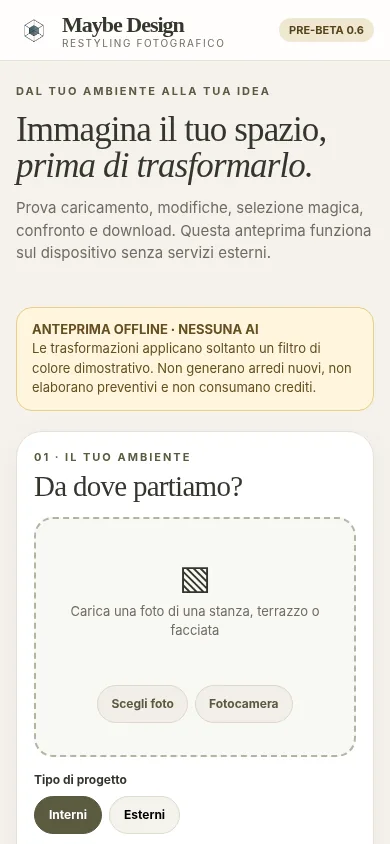 Maybe Design
RESTYLING FOTOGRAFICO
PRE-BETA 0.6
DAL TUO AMBIENTE ALLA TUA IDEA
Immagina il tuo spazio,
prima di trasformarlo.
Prova caricamento, modifiche, selezione magica,
confronto e download. Questa anteprima funziona
sul dispositivo senza servizi esterni.
ANTEPRIMA OFFLINE · NESSUNA AI
Le trasformazioni applicano soltanto un filtro di
colore dimostrativo. Non generano arredi nuovi, non
elaborano preventivi e non consumano crediti.
01 · IL TUO AMBIENTE
Da dove partiamo?
Carica una foto di una stanza, terrazzo o
facciata
Scegli foto
Fotocamera
Tipo di progetto
Interni
Esterni